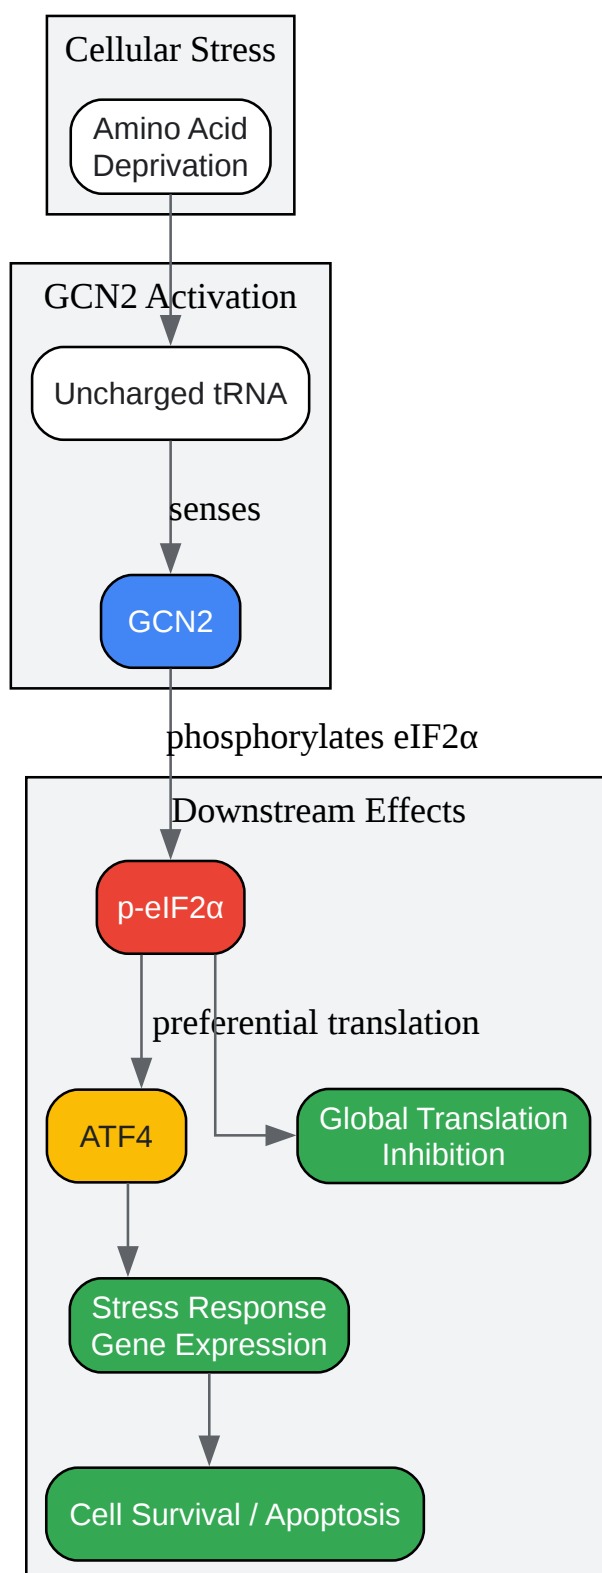 Cellular Stress
Amino Acid
Deprivation
GCN2 Activation
Uncharged tRNA
senses
GCN2
phosphorylates eIF2α
Downstream Effects
p-eIF2α
preferential translation
ATF4
Global Translation
Inhibition
Stress Response
Gene Expression
Cell Survival / Apoptosis